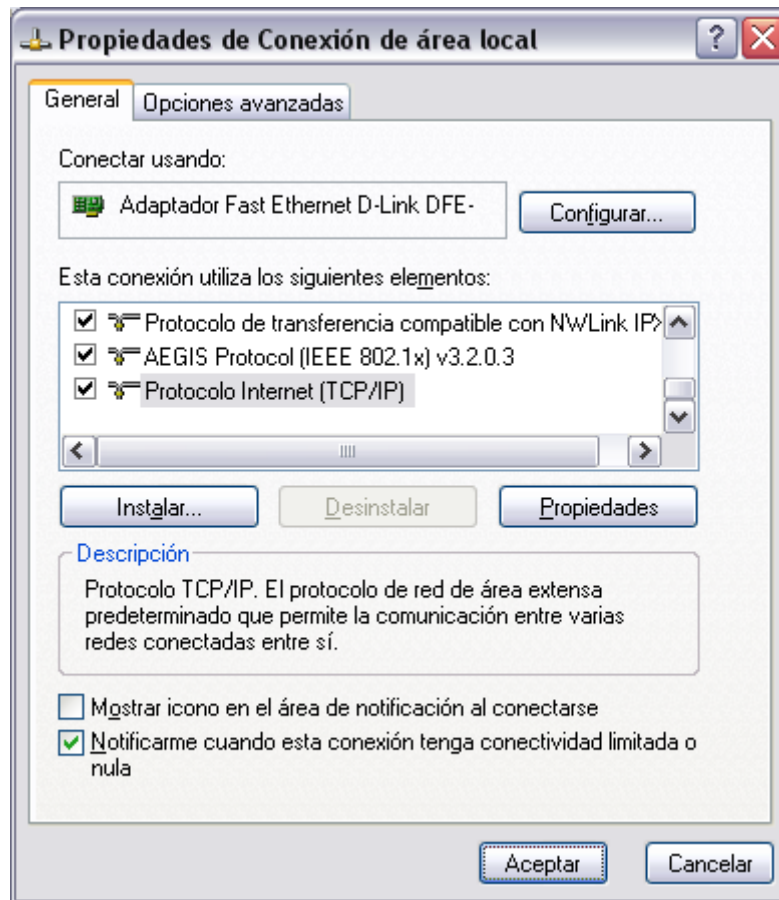 Propiedades de Conexión de área local
General
Opciones avanzadas
Conectar usando:
Adaptador Fast Ethernet D-Link DFE-
Configurar...
Esta conexión utiliza los siguientes elementos:
Protocolo de transferencia compatible con NWLink IP
AEGIS Protocol (IEEE 802.1x) v3.2.0.3
Protocolo Internet (TCP/IP)
Instalar...
Desinstalar
Propiedades
Descripción
Protocolo TCP/IP. El protocolo de red de área extensa
predeterminado que permite la comunicación entre varias
redes conectadas entre sí.
Mostrar icono en el área de notificación al conectarse
Notificarme cuando esta conexión tenga conectividad limitada o
nula
Aceptar
Cancelar